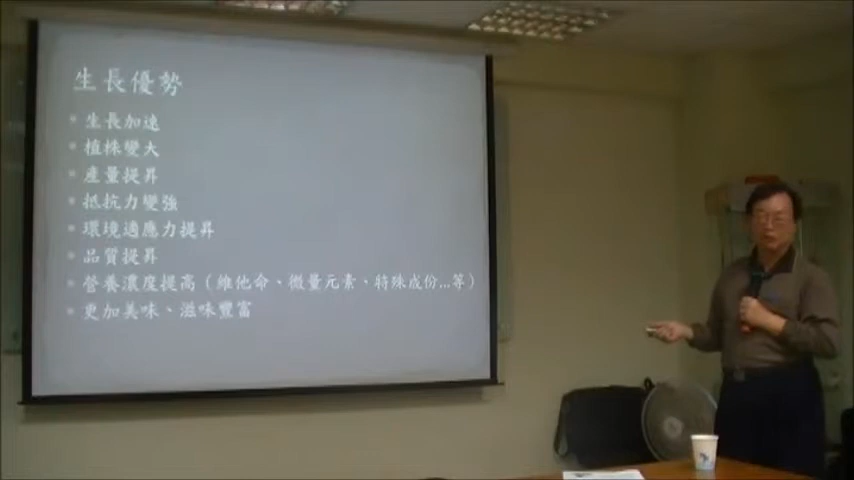 生長優勢
生長加速
植株變大
產量提昇
抵抗力變強
環境適應力提昇
品質提昇
營養濃度提高（維他命、微量元素、特殊成份...等）
更加美味、滋味豐富